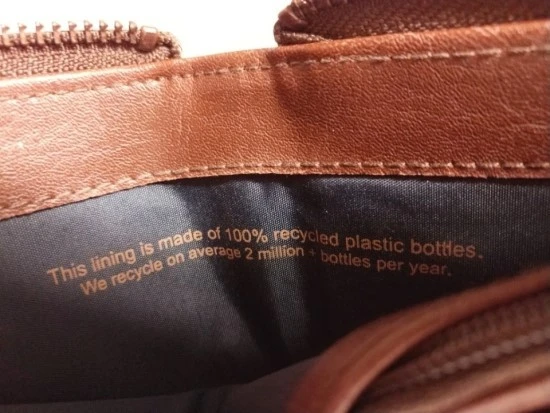 This lining is made of 100% recycled plastic bottles.
We recycle on average 2 million + bottles per year.